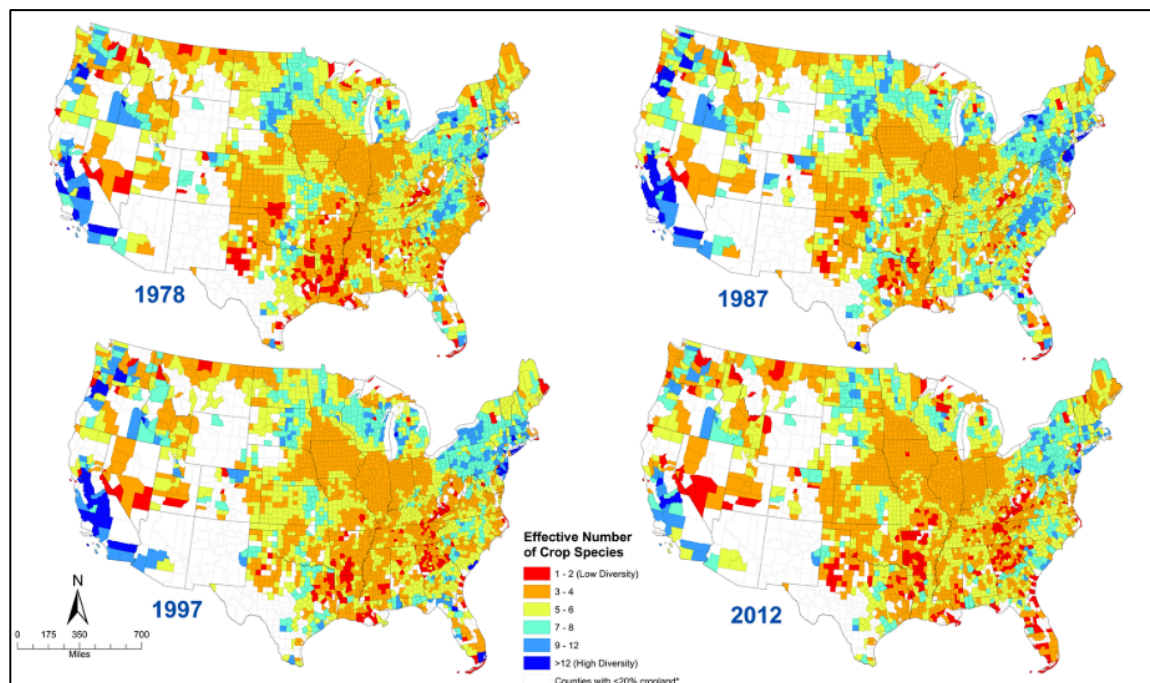 1978
1987
N
0 175 350 700
Miles
1997
Effective Number
of Crop Species
1 - 2 (Low Diversity)
3 - 4
5 - 6
7 - 8
9 - 12
>12 (High Diversity)
Counties with <20% cropland*
2012